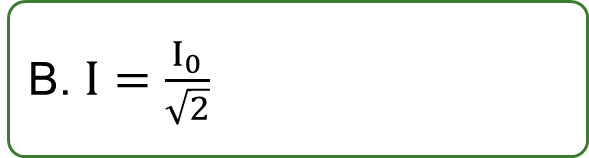 B. I = I₀/√2